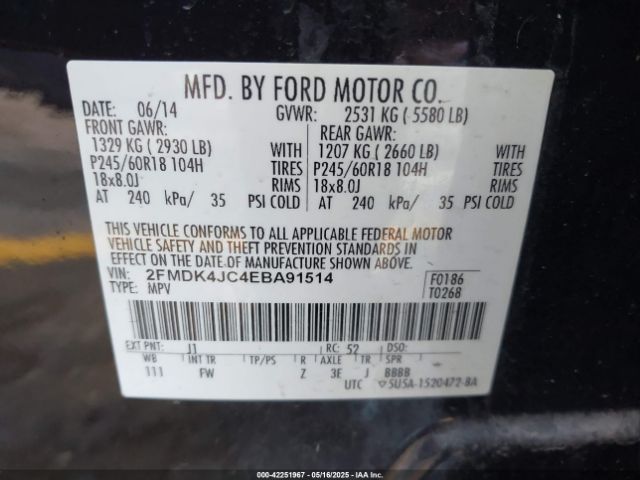 MFD. BY FORD MOTOR CO.
DATE: 06/14 GVWR: 2531 KG ( 5580 LB)
FRONT GAWR: REAR GAWR:
1329 KG ( 2930 LB) WITH 1207 KG ( 2660 LB) WITH
P245/60R18 104H TIRES P245/60R18 104H TIRES
18x8.0J RIMS 18x8.0J RIMS
AT 240 kPa/ 35 PSI COLD AT 240 kPa/ 35 PSI COLD
THIS VEHICLE CONFORMS TO ALL APPLICABLE FEDERAL MOTOR
VEHICLE SAFETY AND THEFT PREVENTION STANDARDS IN
EFFECT ON THE DATE OF MANUFACTURE SHOWN ABOVE.
VIN: 2FMDK4JC4EBA91514 F0186
TYPE: MPV T0268
EXT PNT: J1 RC: 52 DSO:
WB INT TR TP/PS R AXLE TR SPR
111 FW Z 3E J BBBB
UTC ▽5U5A-1520472-BA
000-42251967 - 05/16/2025 - IAA Inc.